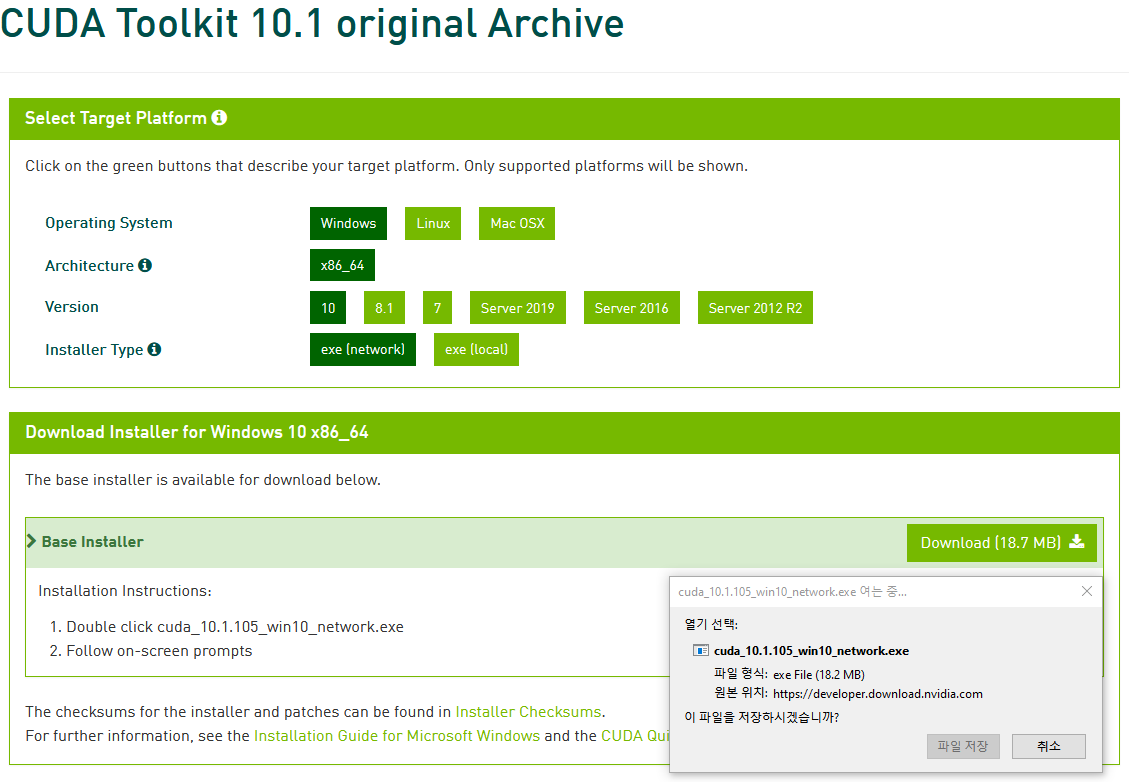 CUDA Toolkit 10.1 original Archive
Select Target Platform
Click on the green buttons that describe your target platform. Only supported platforms will be shown.
Operating System Windows Linux Mac OSX
Architecture x86_64
Version 10 8.1 7 Server 2019 Server 2016 Server 2012 R2
Installer Type exe (network) exe (local)
Download Installer for Windows 10 x86_64
The base installer is available for download below.
Base Installer Download (18.7 MB)
Installation Instructions:
1. Double click cuda_10.1.105_win10_network.exe
2. Follow on-screen prompts
The checksums for the installer and patches can be found in Installer Checksums.
For further information, see the Installation Guide for Microsoft Windows and the CUDA Qui
cuda_10.1.105_win10_network.exe 여는 중...
열기 선택:
cuda_10.1.105_win10_network.exe
파일 형식: exe File (18.2 MB)
원본 위치: https://developer.download.nvidia.com
이 파일을 저장하시겠습니까?
파일 저장 취소